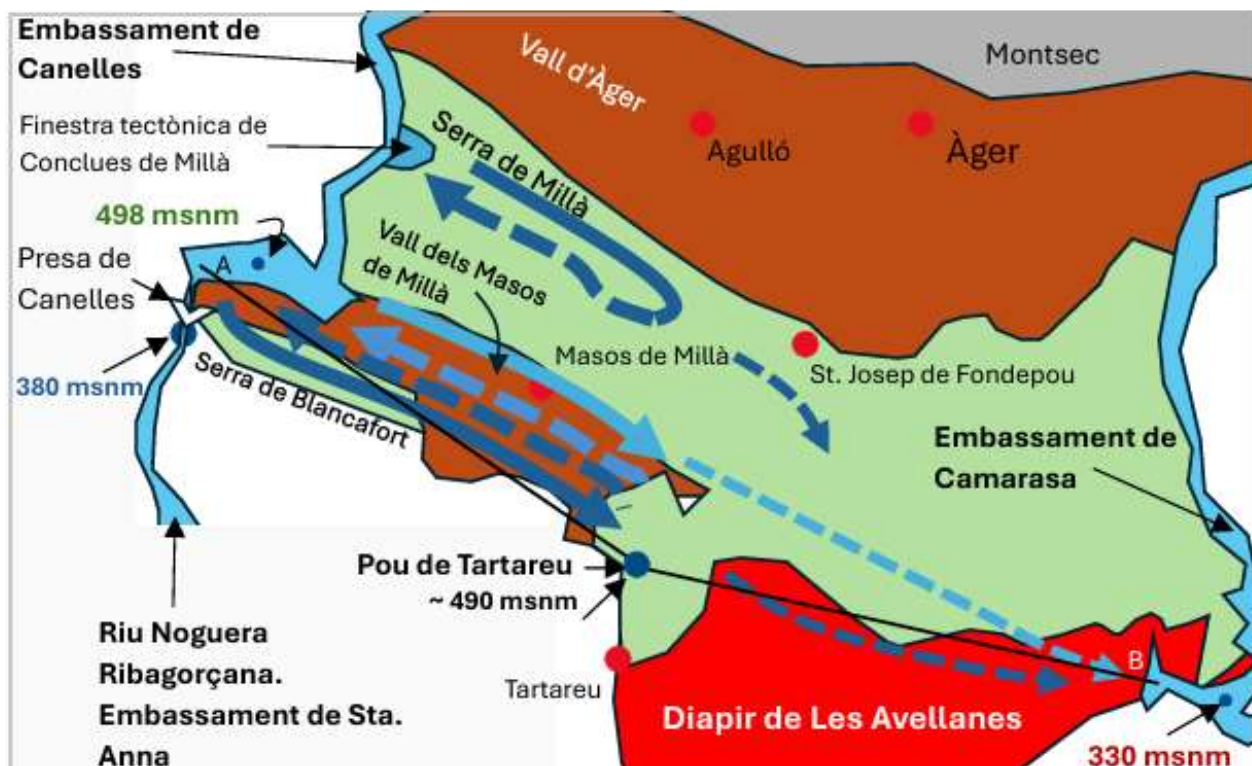 Embassament de
Canelles
Finestra tectònica de
Conclues de Millà
498 msnm
Presa de
Canelles
380 msnm
Riu Noguera
Ribagorçana.
Embassament de Sta.
Anna
A
Vall d'Àger
Montsec
Agulló
Àger
Serra de Millà
Vall dels Masos
de Millà
Masos de Millà
St. Josep de Fondepou
Serra de Blancafort
Embassament de
Camarasa
Pou de Tartareu
~ 490 msnm
Tartareu
Diapir de Les Avellanes
B
330 msnm